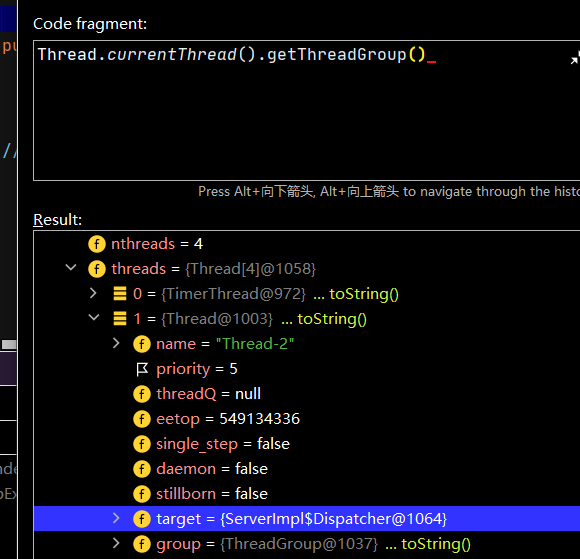 Code fragment:
pu
Thread.currentThread().getThreadGroup()
//
Press Alt+向下箭头, Alt+向上箭头 to navigate through the histo
Result:
nthreads = 4
threads = {Thread[4]@1058}
0 = {TimerThread@972} ... toString()
1 = {Thread@1003} ... toString()
name = "Thread-2"
priority = 5
threadQ = null
eetop = 549134336
single_step = false
daemon = false
nde
stillborn = false
oEx
target = {ServerImpl$Dispatcher@1064}
group = {ThreadGroup@1037} ... toString()